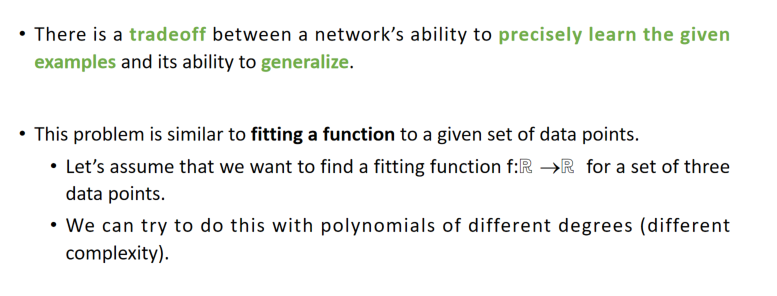 • There is a tradeoff between a network's ability to precisely learn the given
examples and its ability to generalize.
• This problem is similar to fitting a function to a given set of data points.
• Let's assume that we want to find a fitting function f:ℝ →ℝ for a set of three
data points.
• We can try to do this with polynomials of different degrees (different
complexity).